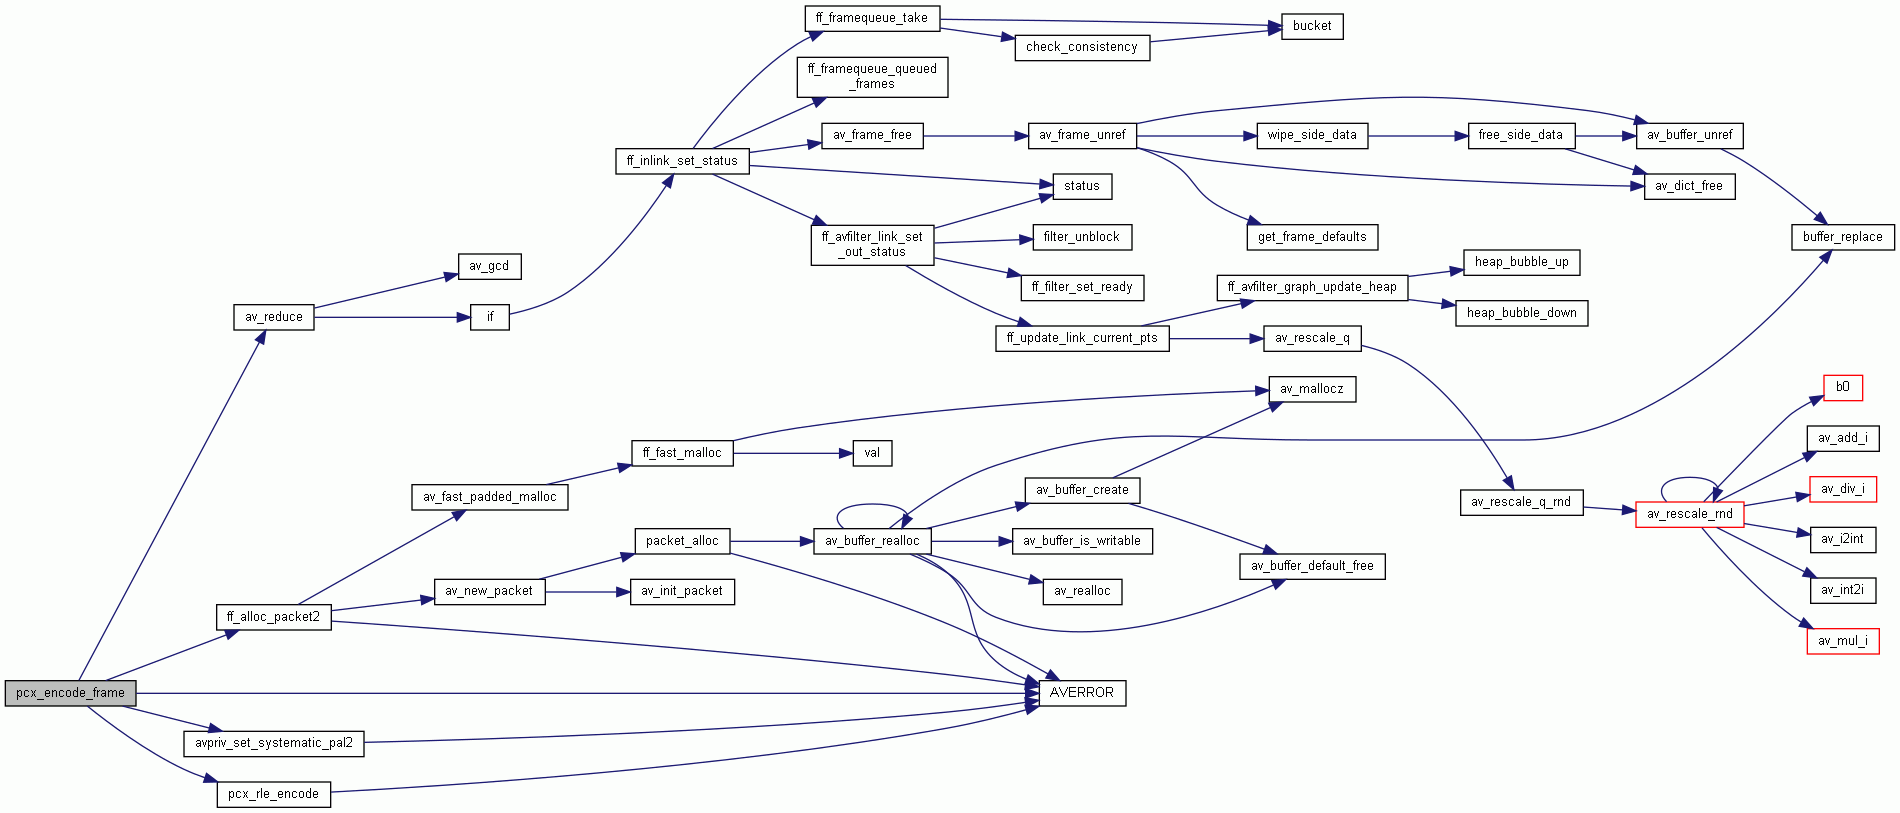 ff_framequeue_take
bucket
check_consistency
ff_framequeue_queued
_frames
av_frame_free
av_frame_unref
wipe_side_data
free_side_data
av_buffer_unref
ff_inlink_set_status
status
av_dict_free
ff_avfilter_link_set
_out_status
filter_unblock
get_frame_defaults
buffer_replace
av_gcd
ff_filter_set_ready
ff_avfilter_graph_update_heap
heap_bubble_up
heap_bubble_down
av_reduce
if
ff_update_link_current_pts
av_rescale_q
av_mallocz
b0
ff_fast_malloc
val
av_add_i
av_fast_padded_malloc
av_buffer_create
av_rescale_q_rnd
av_rescale_rnd
av_div_i
packet_alloc
av_buffer_realloc
av_buffer_is_writable
av_i2int
av_buffer_default_free
av_new_packet
av_init_packet
av_realloc
av_int2i
ff_alloc_packet2
av_mul_i
pcx_encode_frame
AVERROR
avpriv_set_systematic_pal2
pcx_rle_encode